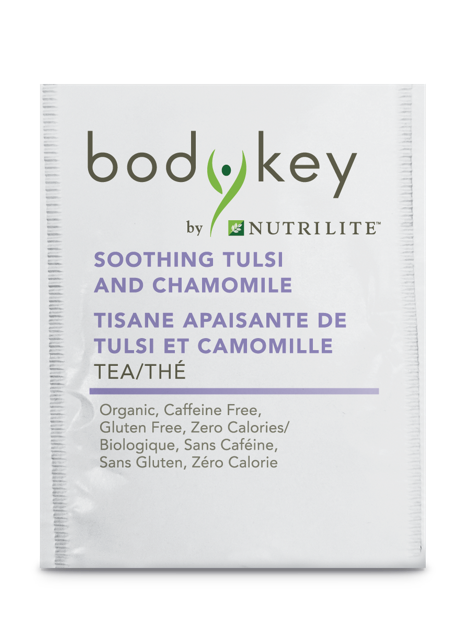 bodykey
by NUTRILITE™
SOOTHING TULSI
AND CHAMOMILE
TISANE APAISANTE DE
TULSI ET CAMOMILLE
TEA/THÉ
Organic, Caffeine Free,
Gluten Free, Zero Calories/
Biologique, Sans Caféine,
Sans Gluten, Zéro Calorie